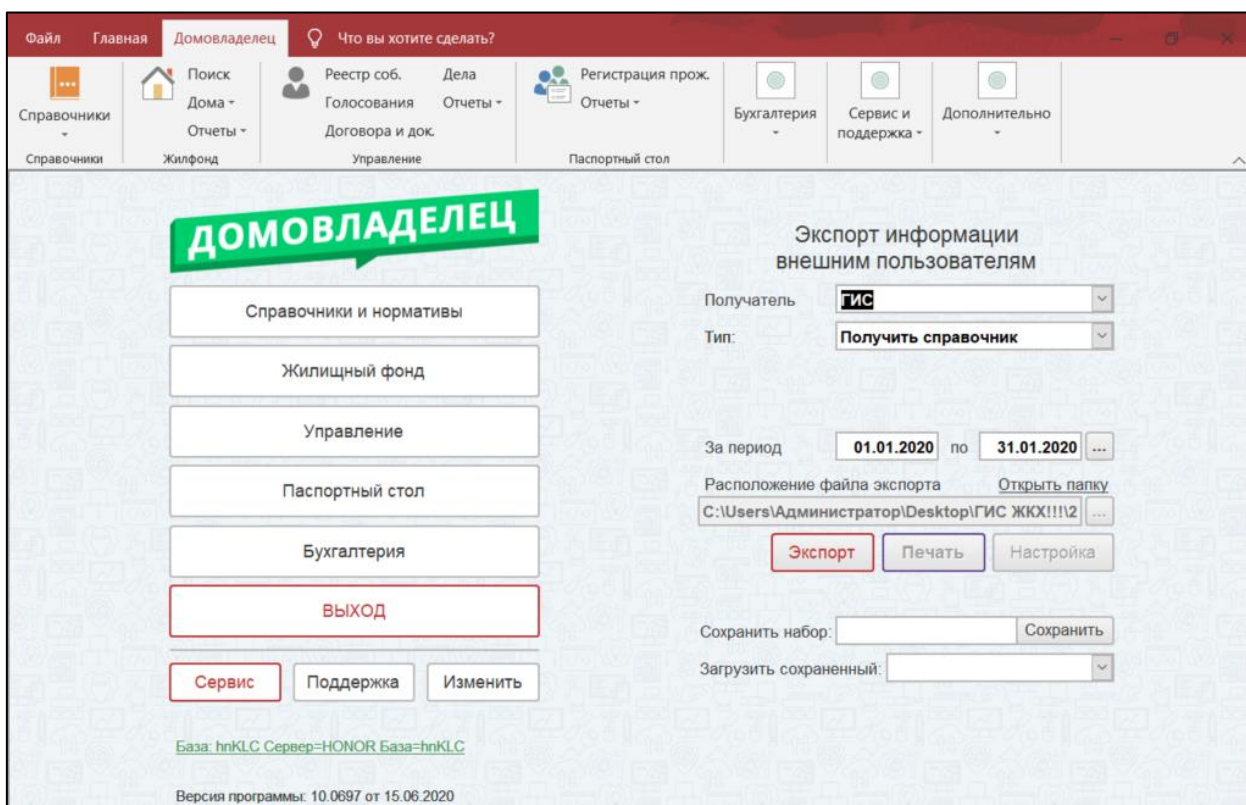 Файл Главная Домовладелец Что вы хотите сделать?
Справочники
Справочники
Поиск
Дома
Отчеты
Жилфонд
Реестр соб. Дела
Голосования Отчеты
Договора и док.
Управление
Регистрация прож.
Отчеты
Паспортный стол
Бухгалтерия
Сервис и
поддержка
Дополнительно
ДОМОВЛАДЕЛЕЦ
Справочники и нормативы
Жилищный фонд
Управление
Паспортный стол
Бухгалтерия
ВЫХОД
Сервис Поддержка Изменить
База: hnKLC Сервер=HONOR База=hnKLC
Версия программы: 10.0697 от 15.06.2020
Экспорт информации
внешним пользователям
Получатель ГИС
Тип: Получить справочник
За период 01.01.2020 по 31.01.2020 ...
Расположение файла экспорта Открыть папку
C:\Users\Администратор\Desktop\ГИС ЖКХ!!!\2 ...
Экспорт Печать Настройка
Сохранить набор: Сохранить
Загрузить сохраненный: